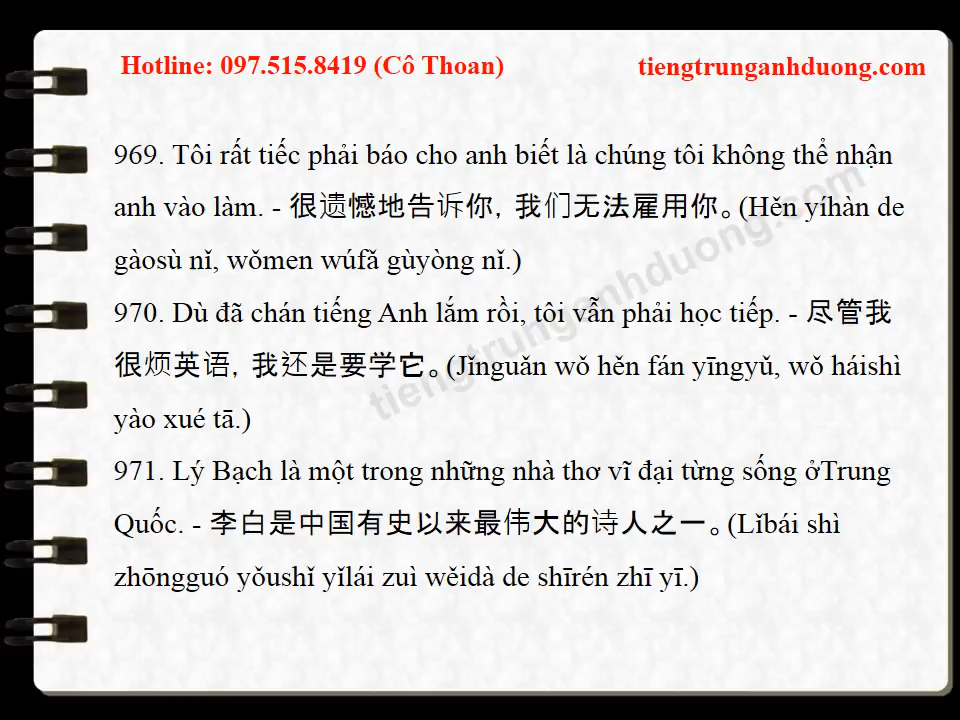 Hotline: 097.515.8419 (Cô Thoan) tiengtrunganhduong.com
969. Tôi rất tiếc phải báo cho anh biết là chúng tôi không thể nhận
anh vào làm. - 很遗憾地告诉你，我们无法雇用你。(Hěn yíhàn de
gàosù nǐ, wǒmen wúfǎ gùyòng nǐ.)
970. Dù đã chán tiếng Anh lắm rồi, tôi vẫn phải học tiếp. - 尽管我
很烦英语，我还是要学它。(Jǐnguǎn wǒ hěn fán yīngyǔ, wǒ háishì
yào xué tā.)
971. Lý Bạch là một trong những nhà thơ vĩ đại từng sống ởTrung
Quốc. - 李白是中国有史以来最伟大的诗人之一。(Lǐbái shì
zhōngguó yǒushǐ yǐlái zuì wěidà de shīrén zhī yī.)
tiengtrunganhduong.com